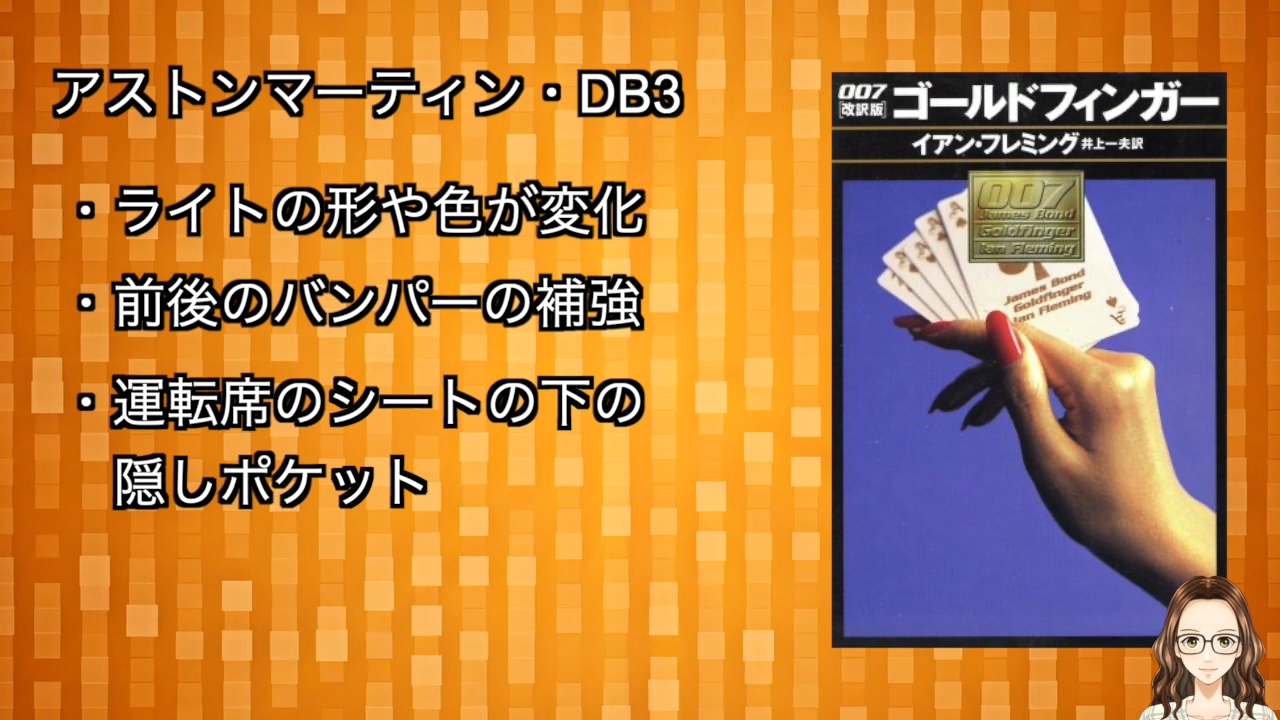 アストンマーティン・DB3
・ライトの形や色が変化
・前後のバンパーの補強
・運転席のシートの下の
隠しポケット
007
[改訳版]
ゴールドフィンガー
イアン・フレミング 井上一夫訳
007
James Bond
Goldfinger
Ian Fleming
James Bond
Goldfinger
Ian Fleming